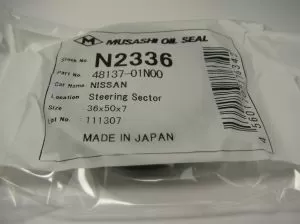 M MUSASHI OIL SEAL
Stock No. N2336
Part No. 48137-01N00
Car Name NISSAN
Location Steering Sector
Size 36x50x7
Lot No. 111307
MADE IN JAPAN